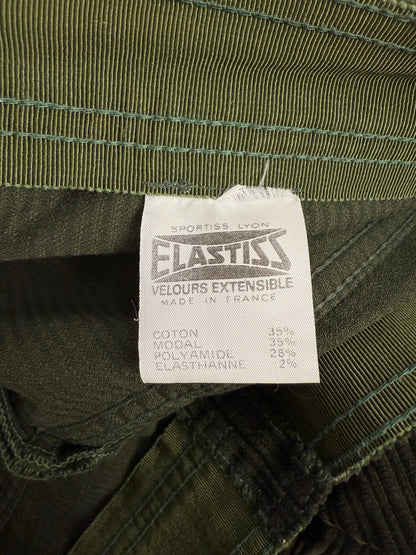 SPORTISS LYON
ELASTISS
VELOURS EXTENSIBLE
MADE IN FRANCE
COTON 35%
MODAL 35%
POLYAMIDE 28%
ELASTHANNE 2%